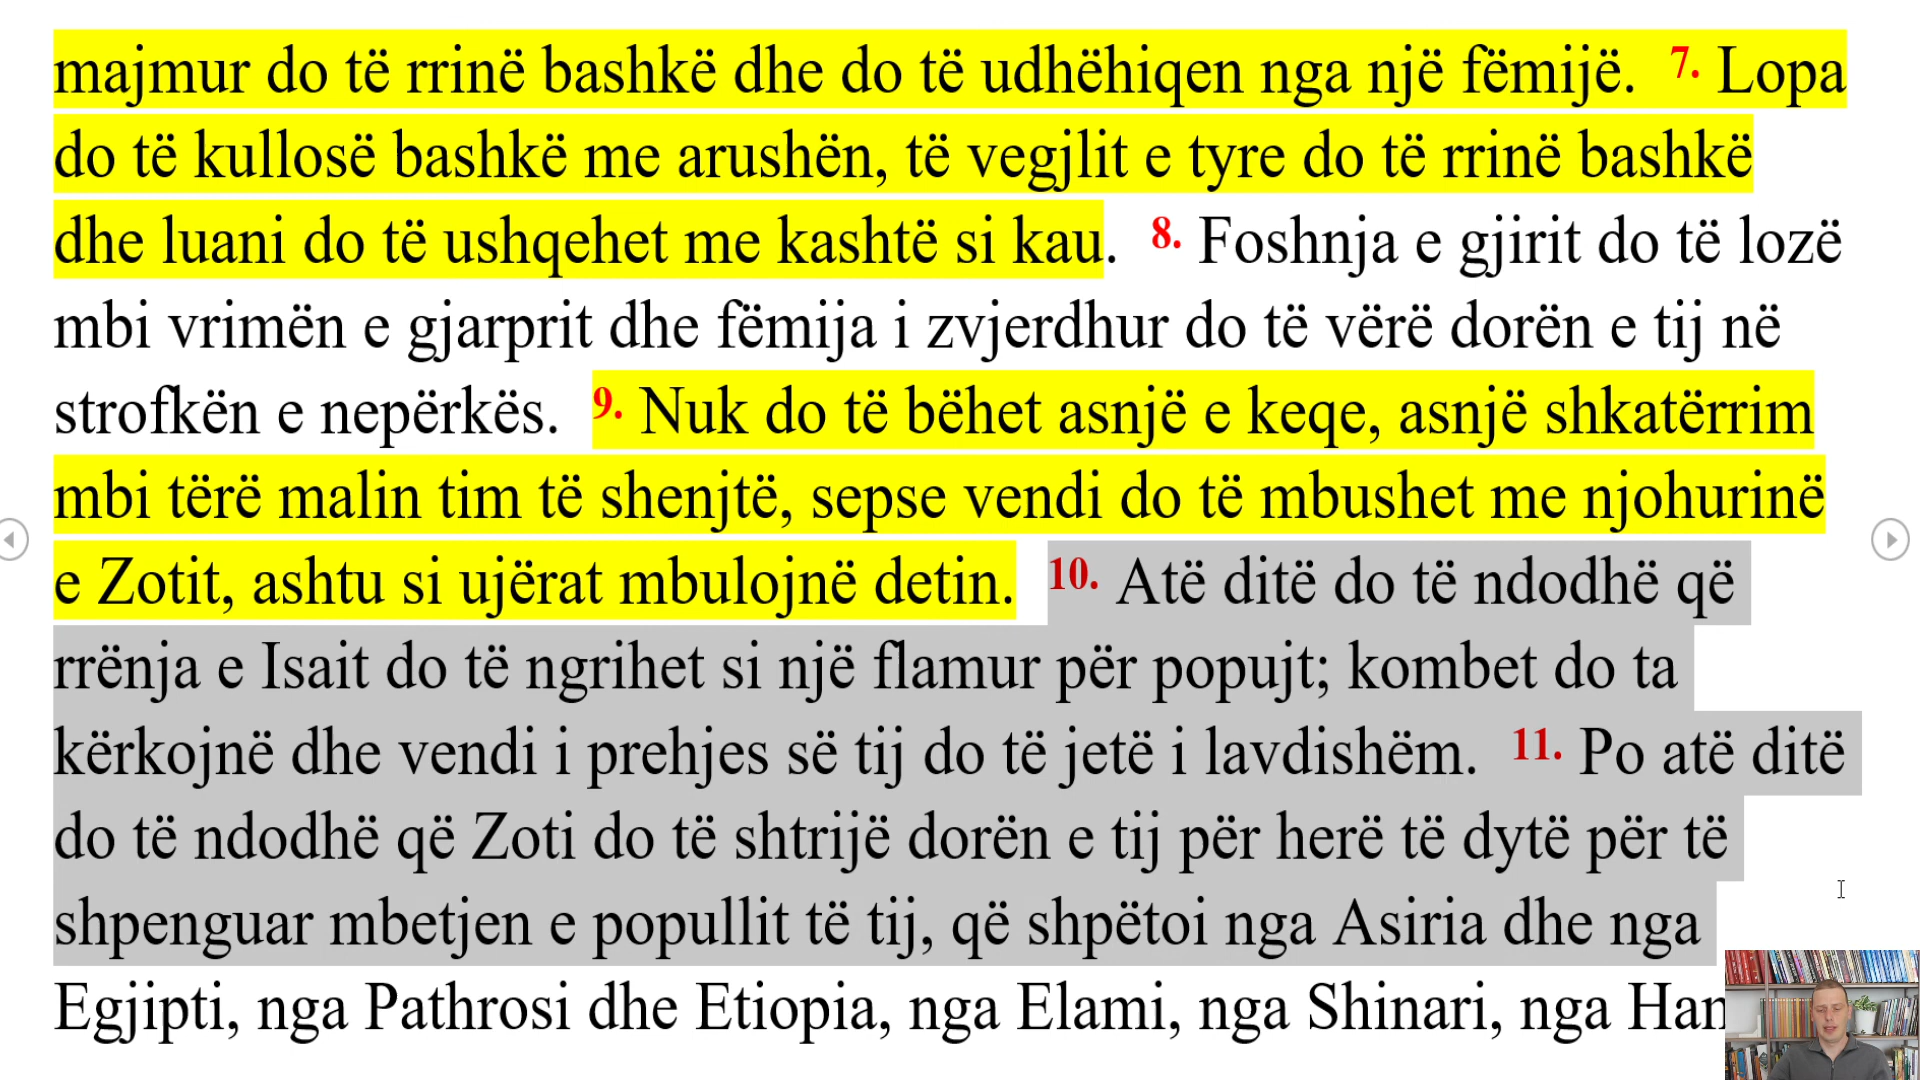 majmur do të rrinë bashkë dhe do të udhëhiqen nga një fëmijë. 7. Lopa
do të kullosë bashkë me arushën, të vegjlit e tyre do të rrinë bashkë
dhe luani do të ushqehet me kashtë si kau. 8. Foshnja e gjirit do të lozë
mbi vrimën e gjarprit dhe fëmija i zvjerdhur do të vërë dorën e tij në
strofkën e nepërkës. 9. Nuk do të bëhet asnjë e keqe, asnjë shkatërrim
mbi tërë malin tim të shenjtë, sepse vendi do të mbushet me njohurinë
e Zotit, ashtu si ujërat mbulojnë detin. 10. Atë ditë do të ndodhë që
rrënja e Isait do të ngrihet si një flamur për popujt; kombet do ta
kërkojnë dhe vendi i prehjes së tij do të jetë i lavdishëm. 11. Po atë ditë
do të ndodhë që Zoti do të shtrijë dorën e tij për herë të dytë për të
shpenguar mbetjen e popullit të tij, që shpëtoi nga Asiria dhe nga
Egjipti, nga Pathrosi dhe Etiopia, nga Elami, nga Shinari, nga